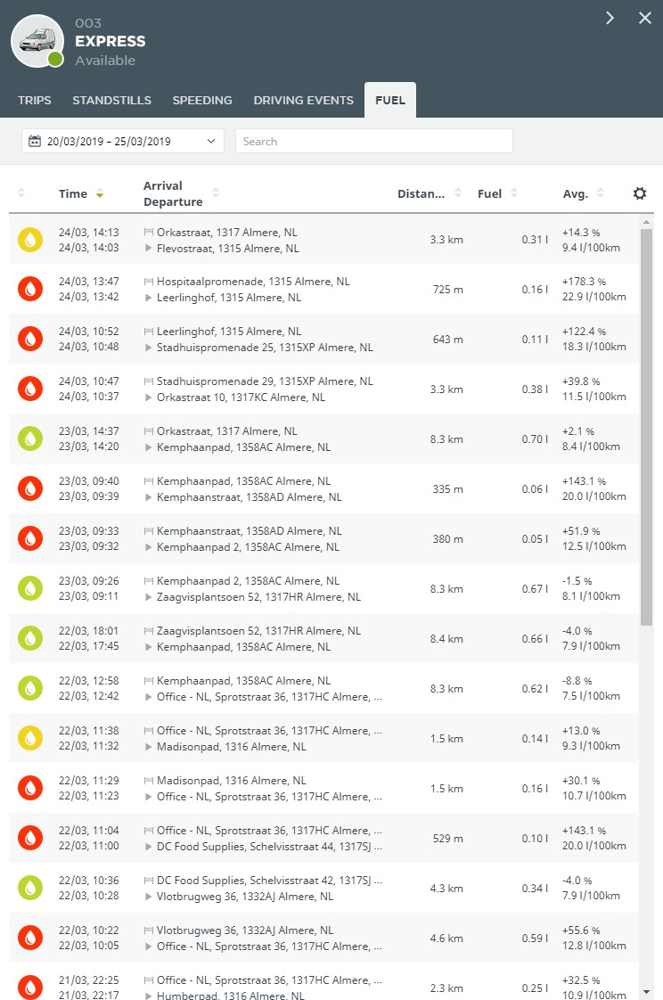 003
EXPRESS
Available
TRIPS STANDSTILLS SPEEDING DRIVING EVENTS FUEL
20/03/2019 – 25/03/2019 Search
Time Arrival Departure Distan... Fuel Avg.
24/03, 14:13 Orkastraat, 1317 Almere, NL 3.3 km 0.31 l +14.3 %
24/03, 14:03 Flevostraat, 1315 Almere, NL 9.4 l/100km
24/03, 13:47 Hospitaalpromenade, 1315 Almere, NL 725 m 0.16 l +178.3 %
24/03, 13:42 Leerlinghof, 1315 Almere, NL 22.9 l/100km
24/03, 10:52 Leerlinghof, 1315 Almere, NL 643 m 0.11 l +122.4 %
24/03, 10:48 Stadhuispromenade 25, 1315XP Almere, NL 18.3 l/100km
24/03, 10:47 Stadhuispromenade 29, 1315XP Almere, NL 3.3 km 0.38 l +39.8 %
24/03, 10:37 Orkastraat 10, 1317KC Almere, NL 11.5 l/100km
23/03, 14:37 Orkastraat, 1317 Almere, NL 8.3 km 0.70 l +2.1 %
23/03, 14:20 Kemphaanpad, 1358AC Almere, NL 8.4 l/100km
23/03, 09:40 Kemphaanpad, 1358AC Almere, NL 335 m 0.06 l +143.1 %
23/03, 09:39 Kemphaanstraat, 1358AD Almere, NL 20.0 l/100km
23/03, 09:33 Kemphaanstraat, 1358AD Almere, NL 380 m 0.05 l +51.9 %
23/03, 09:32 Kemphaanpad 2, 1358AC Almere, NL 12.5 l/100km
23/03, 09:26 Kemphaanpad 2, 1358AC Almere, NL 8.3 km 0.67 l -1.5 %
23/03, 09:11 Zaagvisplantsoen 52, 1317HR Almere, NL 8.1 l/100km
22/03, 18:01 Zaagvisplantsoen 52, 1317HR Almere, NL 8.4 km 0.66 l -4.0 %
22/03, 17:45 Kemphaanpad, 1358AC Almere, NL 7.9 l/100km
22/03, 12:58 Kemphaanpad, 1358AC Almere, NL 8.3 km 0.62 l -8.8 %
22/03, 12:42 Office - NL, Sprotstraat 36, 1317HC Almere, ... 7.5 l/100km
22/03, 11:38 Office - NL, Sprotstraat 36, 1317HC Almere, ... 1.5 km 0.14 l +13.0 %
22/03, 11:32 Madisonpad, 1316 Almere, NL 9.3 l/100km
22/03, 11:29 Madisonpad, 1316 Almere, NL 1.5 km 0.16 l +30.1 %
22/03, 11:23 Office - NL, Sprotstraat 36, 1317HC Almere, ... 10.7 l/100km
22/03, 11:04 Office - NL, Sprotstraat 36, 1317HC Almere, ... 529 m 0.10 l +143.1 %
22/03, 11:00 DC Food Supplies, Schelvisstraat 44, 1317SJ ... 20.0 l/100km
22/03, 10:36 DC Food Supplies, Schelvisstraat 42, 1317SJ ... 4.3 km 0.34 l -4.0 %
22/03, 10:28 Vlotbrugweg 36, 1332AJ Almere, NL 7.9 l/100km
22/03, 10:22 Vlotbrugweg 36, 1332AJ Almere, NL 4.6 km 0.59 l +55.6 %
22/03, 10:05 Office - NL, Sprotstraat 36, 1317HC Almere, ... 12.8 l/100km
21/03, 22:25 Office - NL, Sprotstraat 36, 1317HC Almere, ... 2.3 km 0.25 l +32.5 %
21/03, 22:17 Humberpad, 1316 Almere, NL 10.9 l/100km